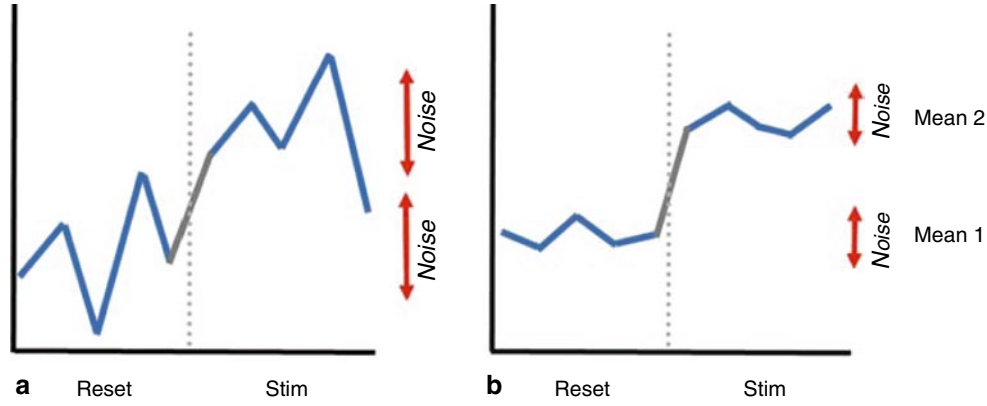 Noise
Noise
a Reset Stim
Noise
Mean 2
Noise
Mean 1
b Reset Stim